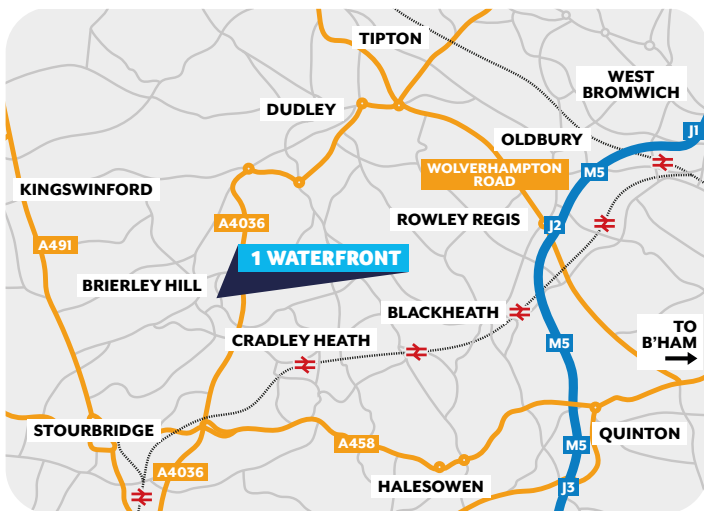 TIPTON
WEST
BROMWICH
DUDLEY
J1
OLDBURY
M5
WOLVERHAMPTON
ROAD
KINGSWINFORD
A4036
ROWLEY REGIS
J2
A491
1 WATERFRONT
BRIERLEY HILL
BLACKHEATH
CRADLEY HEATH
M5
TO
B'HAM
STOURBRIDGE
A458
QUINTON
M5
A4036
HALESOWEN
J3